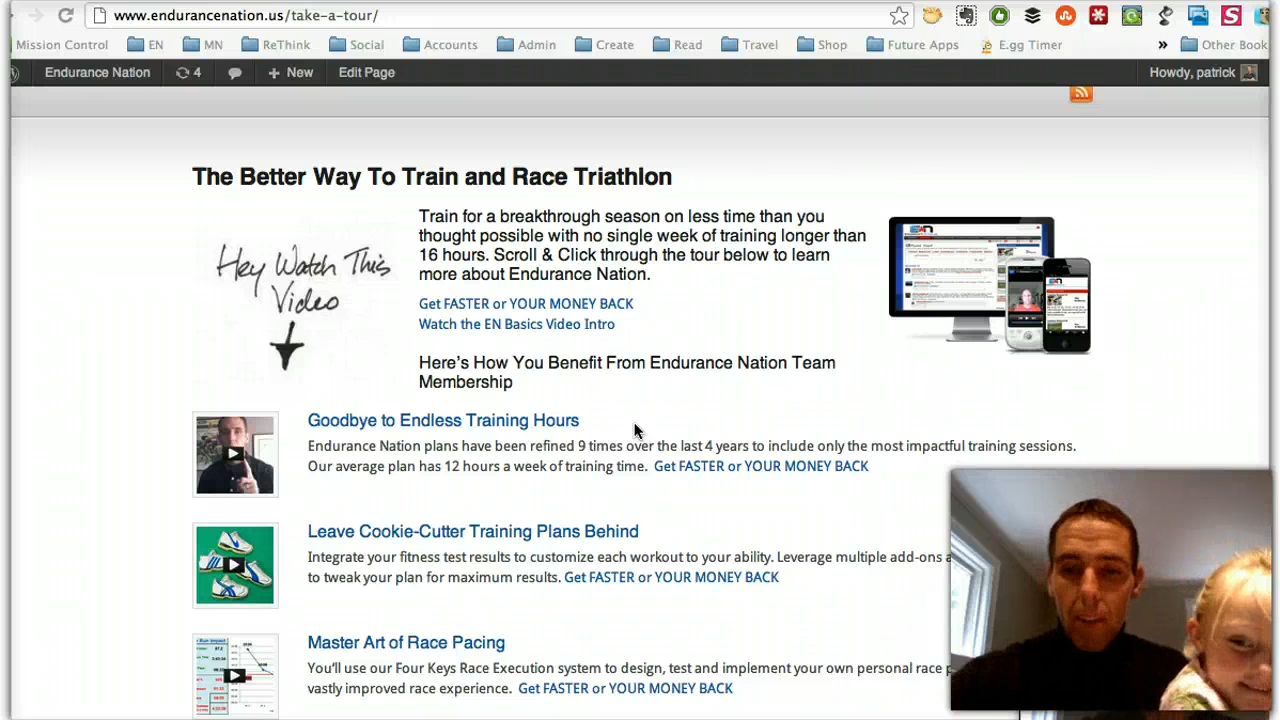 www.endurancenation.us/take-a-tour/
Mission Control EN MN ReThink Social Accounts Admin Create Read Travel Shop Future Apps E.gg Timer » Other Book
Endurance Nation 4 + New Edit Page Howdy, patrick
The Better Way To Train and Race Triathlon
Hey Watch This
Video
Train for a breakthrough season on less time than you
thought possible with no single week of training longer than
16 hours. Scroll & Click through the tour below to learn
more about Endurance Nation.
Get FASTER or YOUR MONEY BACK
Watch the EN Basics Video Intro
Here's How You Benefit From Endurance Nation Team
Membership
Goodbye to Endless Training Hours
Endurance Nation plans have been refined 9 times over the last 4 years to include only the most impactful training sessions.
Our average plan has 12 hours a week of training time. Get FASTER or YOUR MONEY BACK
Leave Cookie-Cutter Training Plans Behind
Integrate your fitness test results to customize each workout to your ability. Leverage multiple add-ons a
to tweak your plan for maximum results. Get FASTER or YOUR MONEY BACK
Master Art of Race Pacing
You'll use our Four Keys Race Execution system to design, test and implement your own personal race p
vastly improved race experience. Get FASTER or YOUR MONEY BACK